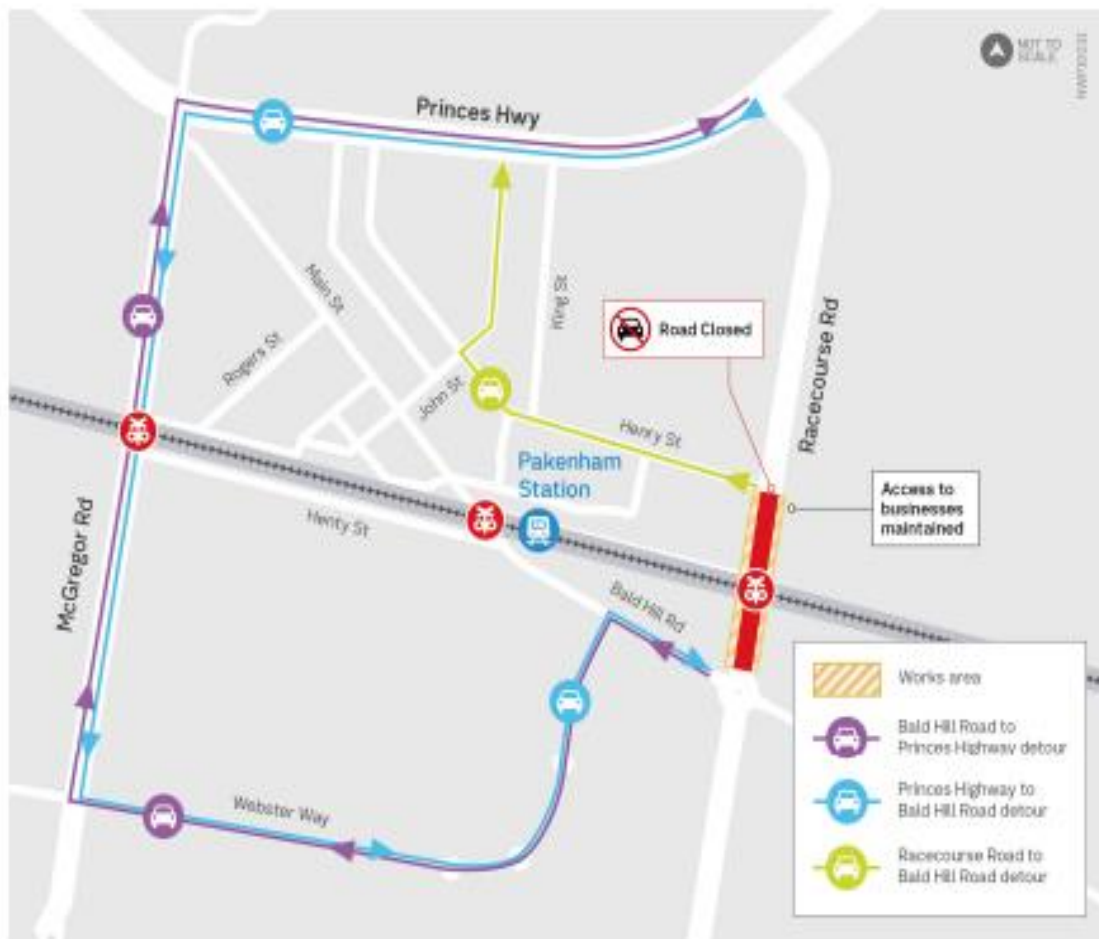 NOT TO
SCALE
Princes Hwy
Main St
King St
Road Closed
Racecourse Rd
Rogers St
John St
Henry St
Pakenham
Station
Access to
businesses
maintained
Henty St
McGregor Rd
Bald Hill Rd
Webster Way
Works area
Bald Hill Road to
Princes Highway detour
Princes Highway to
Bald Hill Road detour
Racecourse Road to
Bald Hill Road detour